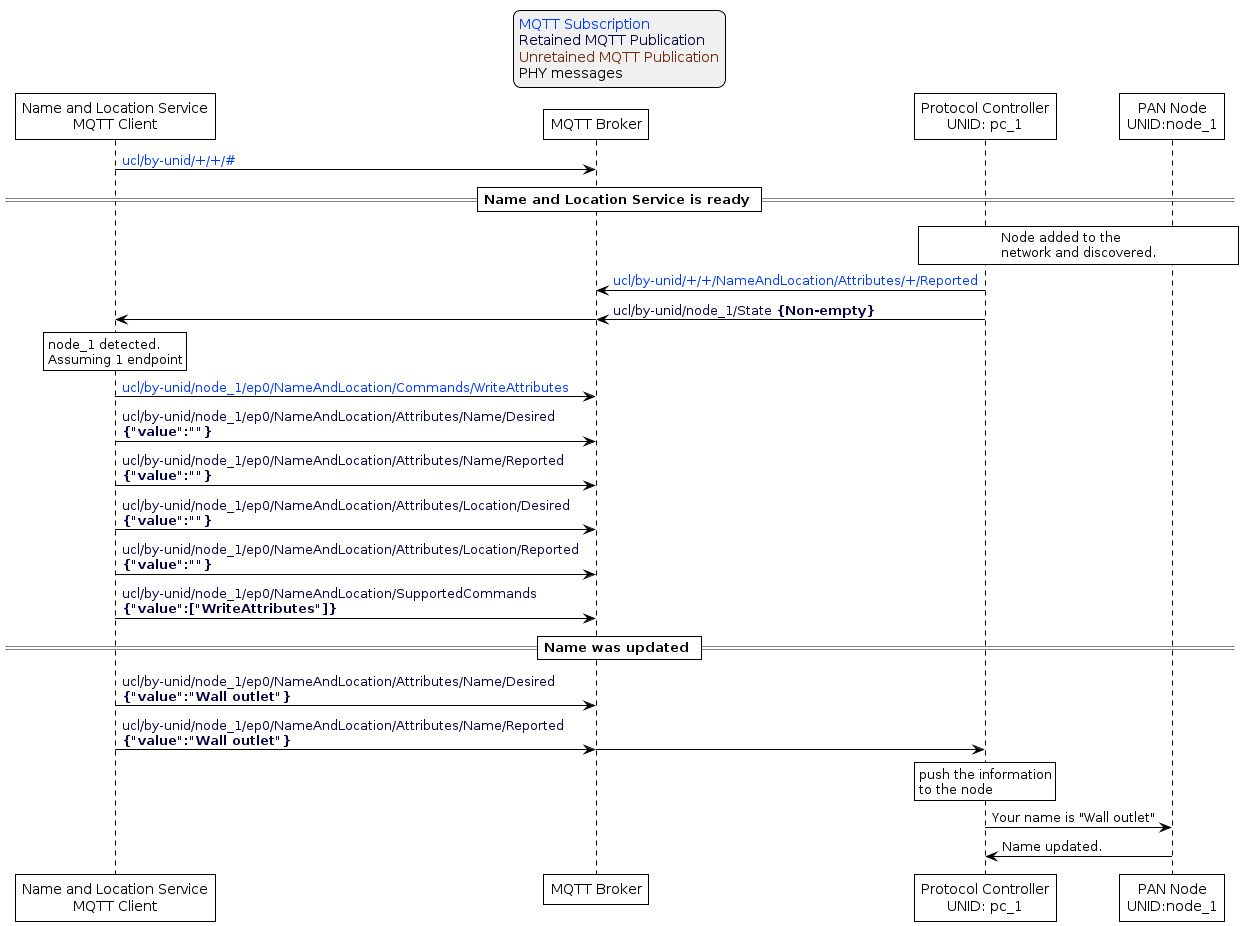 MQTT Subscription
Retained MQTT Publication
Unretained MQTT Publication
PHY messages
Name and Location Service
MQTT Client
MQTT Broker
Protocol Controller
UNID: pc_1
PAN Node
UNID:node_1
ucl/by-unid/+/+/#
Name and Location Service is ready
Node added to the
network and discovered.
ucl/by-unid/+/+/NameAndLocation/Attributes/+/Reported
ucl/by-unid/node_1/State {Non-empty}
node_1 detected.
Assuming 1 endpoint
ucl/by-unid/node_1/ep0/NameAndLocation/Commands/WriteAttributes
ucl/by-unid/node_1/ep0/NameAndLocation/Attributes/Name/Desired
{"value":""}
ucl/by-unid/node_1/ep0/NameAndLocation/Attributes/Name/Reported
{"value":""}
ucl/by-unid/node_1/ep0/NameAndLocation/Attributes/Location/Desired
{"value":""}
ucl/by-unid/node_1/ep0/NameAndLocation/Attributes/Location/Reported
{"value":""}
ucl/by-unid/node_1/ep0/NameAndLocation/SupportedCommands
{"value":["WriteAttributes"]}
Name was updated
ucl/by-unid/node_1/ep0/NameAndLocation/Attributes/Name/Desired
{"value":"Wall outlet"}
ucl/by-unid/node_1/ep0/NameAndLocation/Attributes/Name/Reported
{"value":"Wall outlet"}
push the information
to the node
Your name is "Wall outlet"
Name updated.
Name and Location Service
MQTT Client
MQTT Broker
Protocol Controller
UNID: pc_1
PAN Node
UNID:node_1